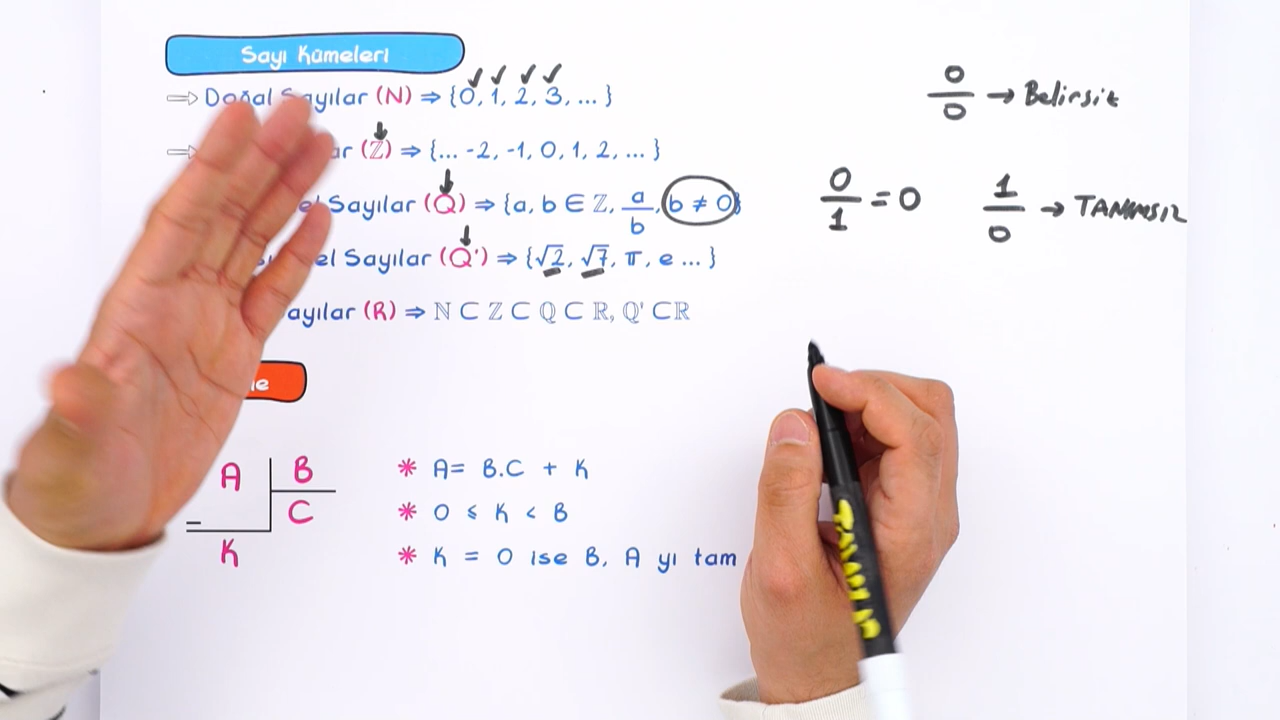 Sayı Kümeleri
⇒ Doğal Sayılar (N) ⇒ {0, 1, 2, 3, ... }
⇒ (ℤ) ⇒ {... -2, -1, 0, 1, 2, ... }
Sayılar (Q) ⇒ {a, b ∈ ℤ, a/b, b ≠ 0}
Sayılar (Q') ⇒ {√2, √7, π, e ... }
(R) ⇒ ℕ ⊂ ℤ ⊂ ℚ ⊂ ℝ, ℚ' ⊂ ℝ
0/0 → Belirsiz
0/1 = 0
1/0 → TANIMSIZ
A B
C
K
* A= B.C + K
* 0 ≤ K < B
* K = 0 ise B, A yı tam